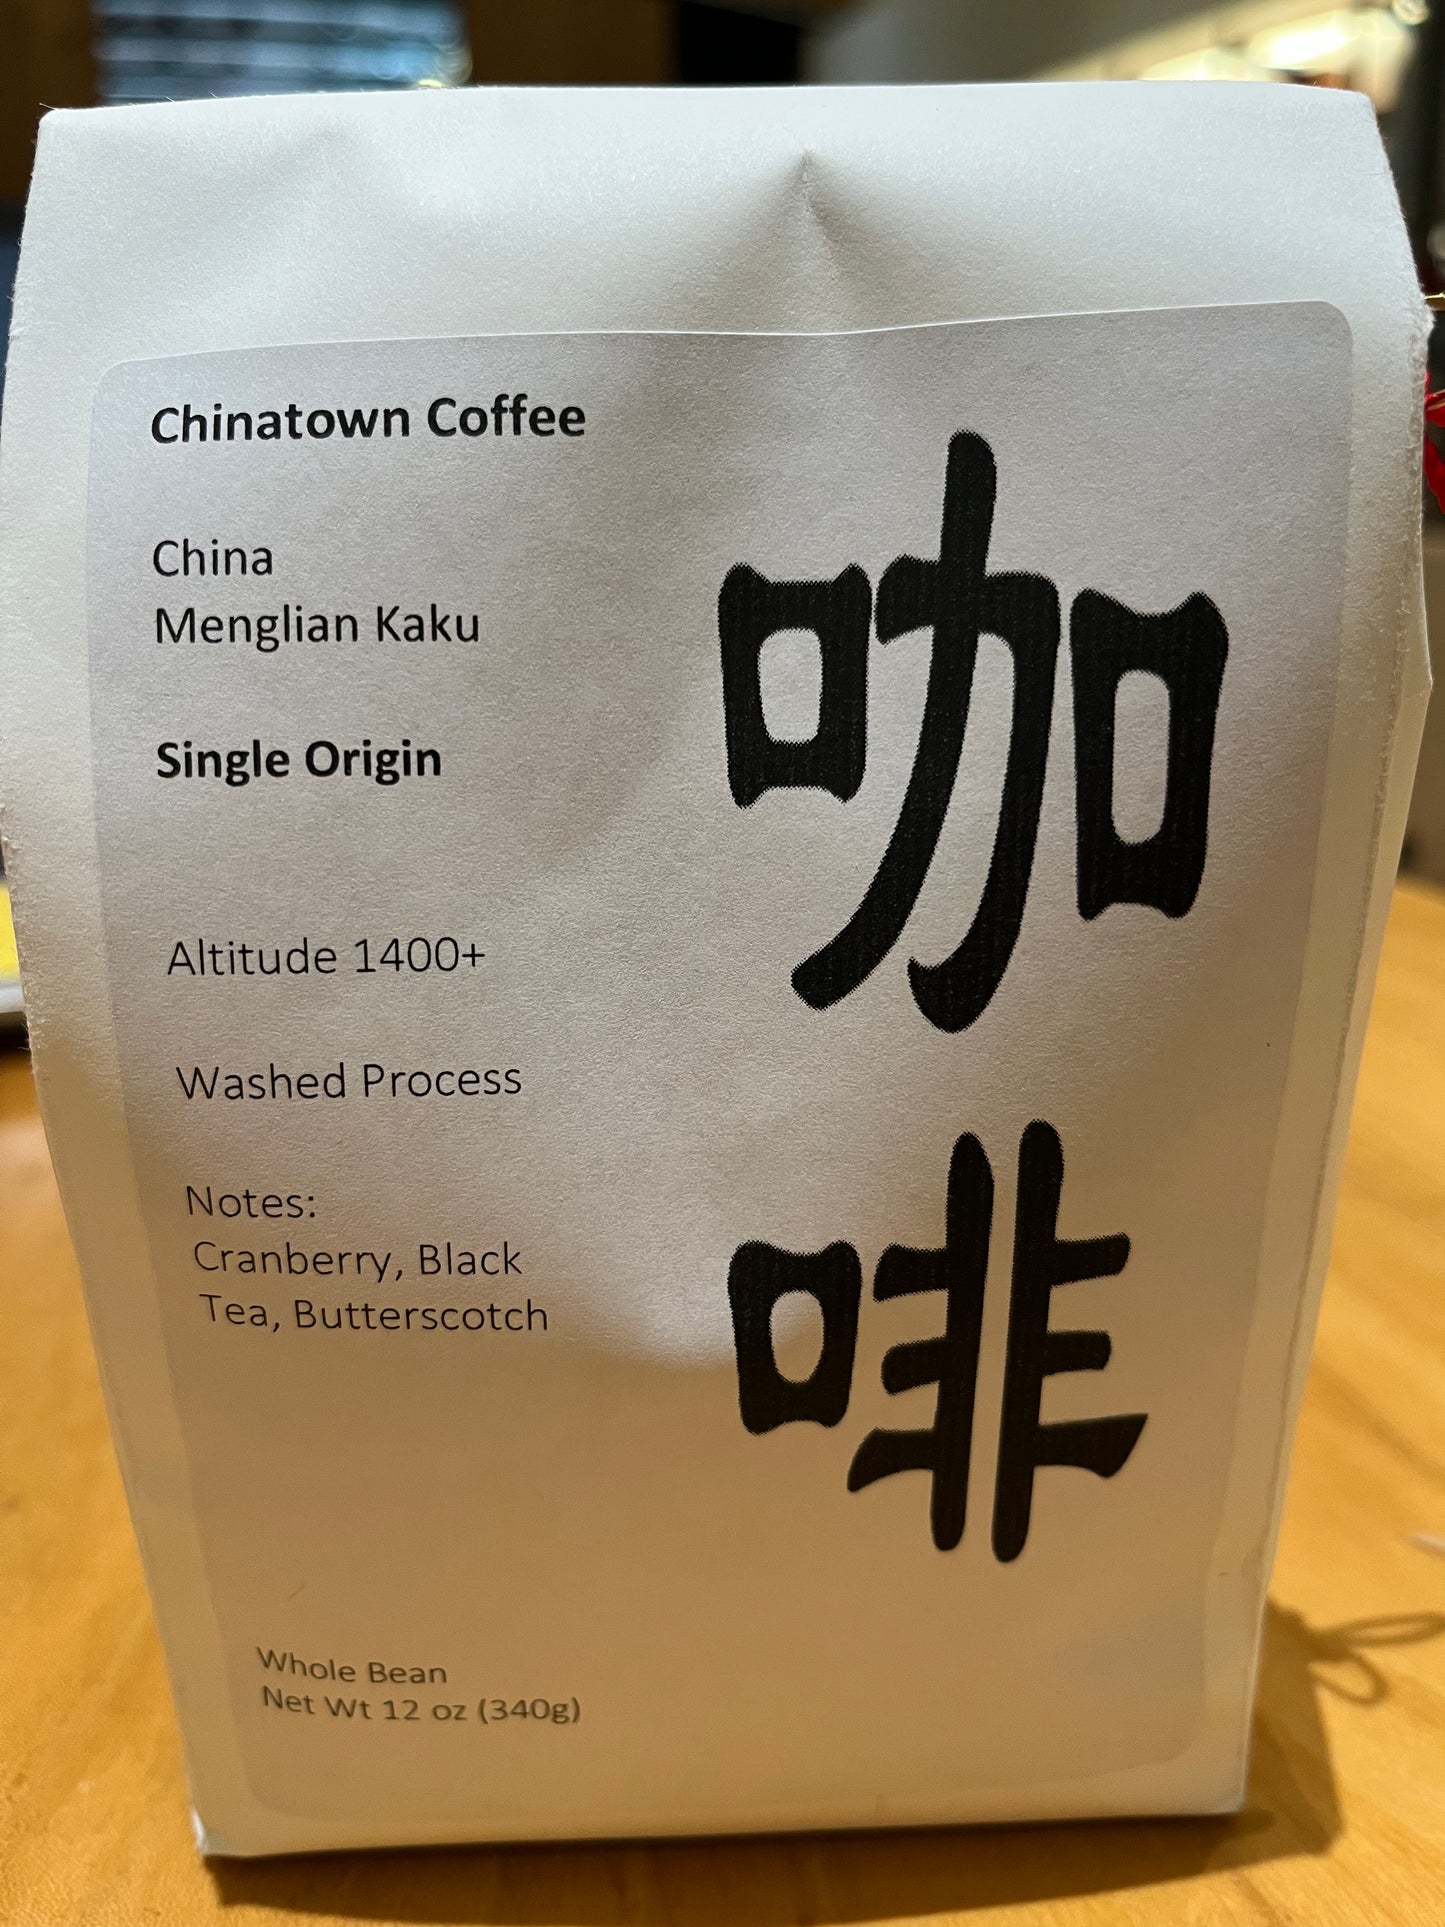 Chinatown Coffee
China
Menglian Kaku
Single Origin
Altitude 1400+
Washed Process
Notes:
Cranberry, Black
Tea, Butterscotch
Whole Bean
Net Wt 12 oz (340g)
咖
啡